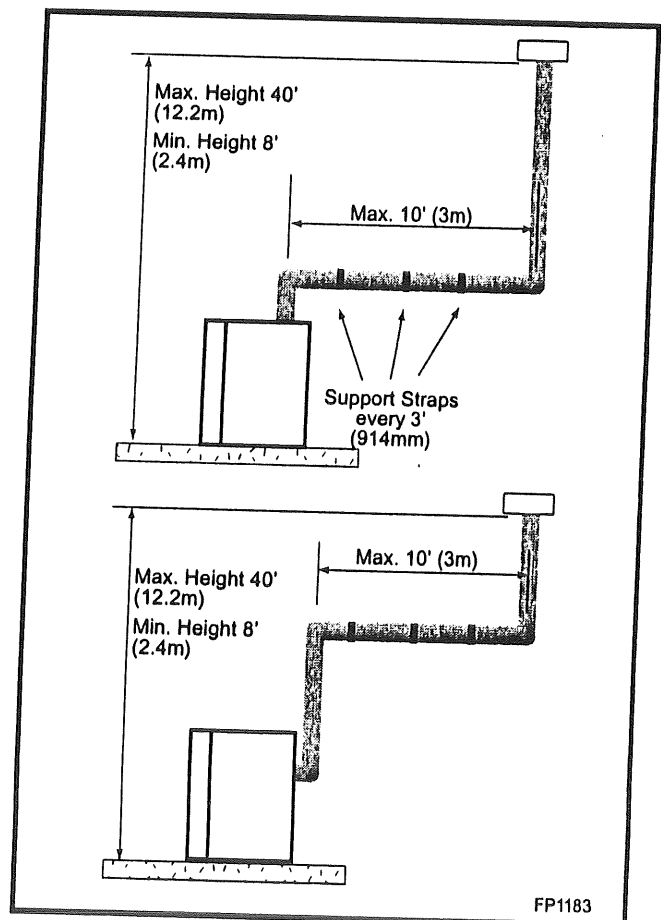 Max. Height 40'
(12.2m)
Min. Height 8'
(2.4m)
Max. 10' (3m)
Support Straps
every 3'
(914mm)
Max. Height 40'
(12.2m)
Min. Height 8'
(2.4m)
Max. 10' (3m)
FP1183